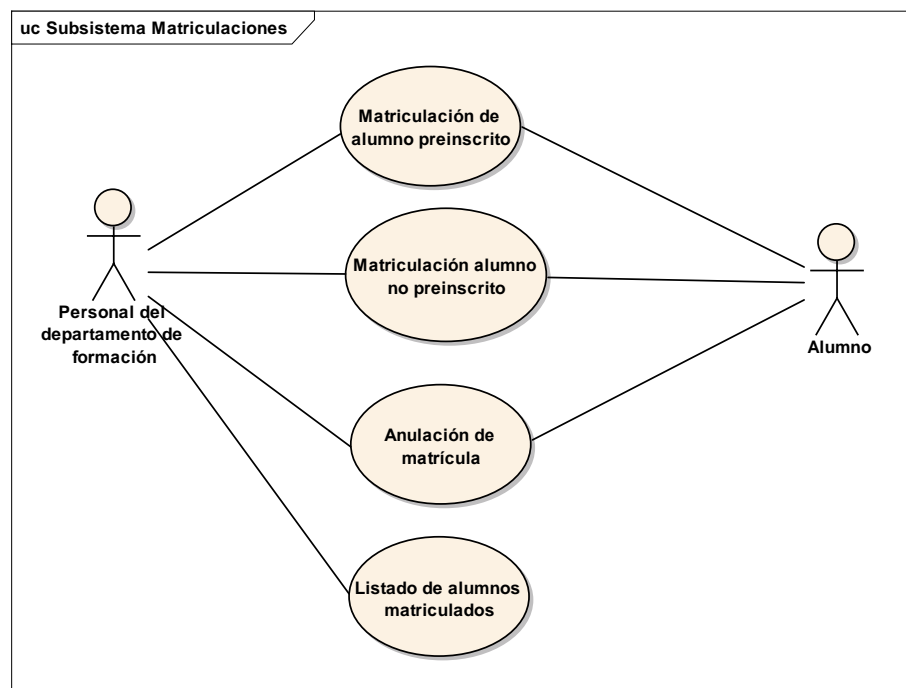 uc Subsistema Matriculaciones
Matriculación de
alumno preinscrito
Matriculación alumno
no preinscrito
Personal del
departamento de
formación
Alumno
Anulación de
matrícula
Listado de alumnos
matriculados